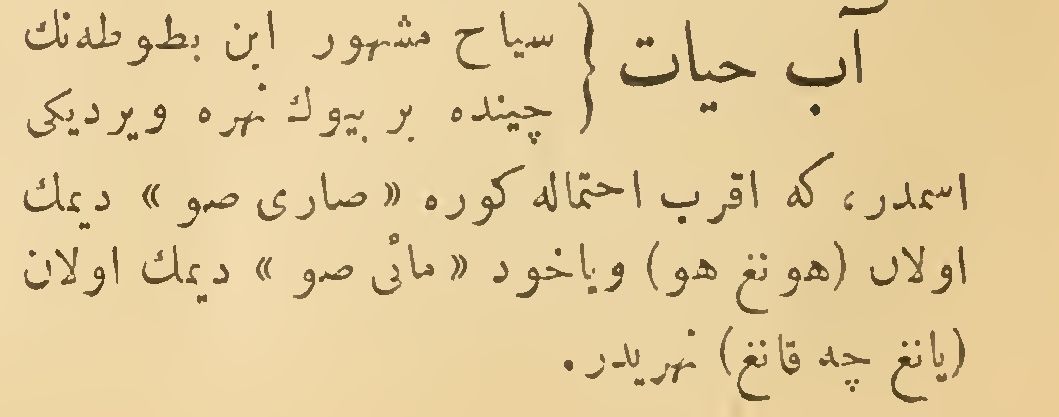 آب حیات { سیاح مشهور ابن بطوطه‌نك
چینده بر بیوك نهره ویردیکی
اسمدر، که اقرب احتماله کوره « صاری صو » دیمك
اولان (هونغ هو) ویاخود « مائی صو » دیمك اولان
(یانغ چه قانغ) نهریدر.